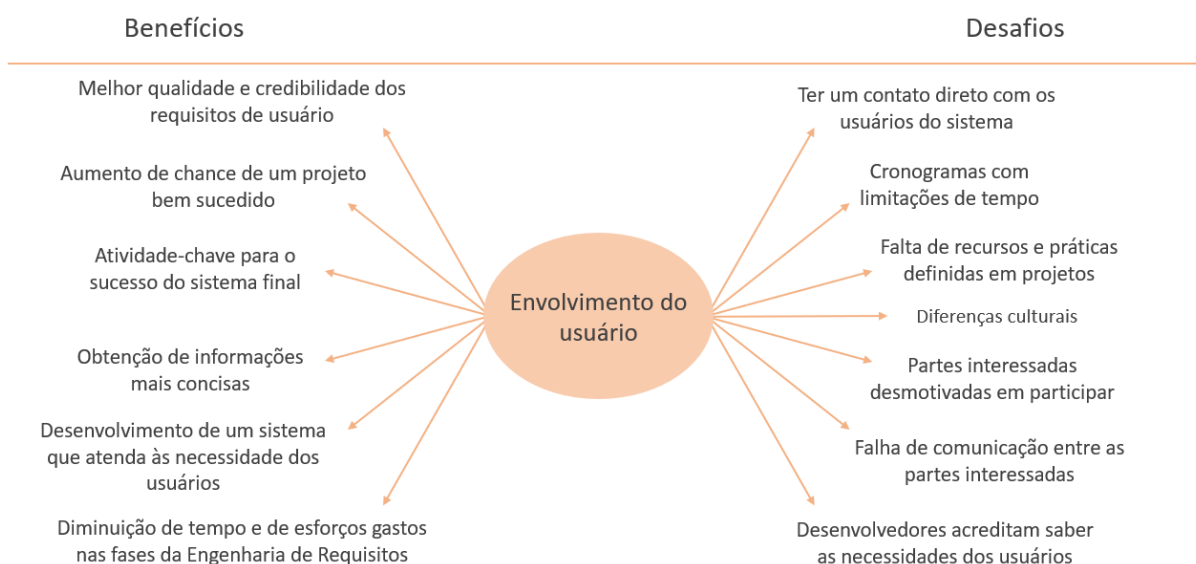 Benefícios
Desafios
Melhor qualidade e credibilidade dos
requisitos de usuário
Aumento de chance de um projeto
bem sucedido
Atividade-chave para o
sucesso do sistema final
Obtenção de informações
mais concisas
Desenvolvimento de um sistema
que atenda às necessidade dos
usuários
Diminuição de tempo e de esforços gastos
nas fases da Engenharia de Requisitos
Envolvimento do
usuário
Ter um contato direto com os
usuários do sistema
Cronogramas com
limitações de tempo
Falta de recursos e práticas
definidas em projetos
Diferenças culturais
Partes interessadas
desmotivadas em participar
Falha de comunicação entre as
partes interessadas
Desenvolvedores acreditam saber
as necessidades dos usuários